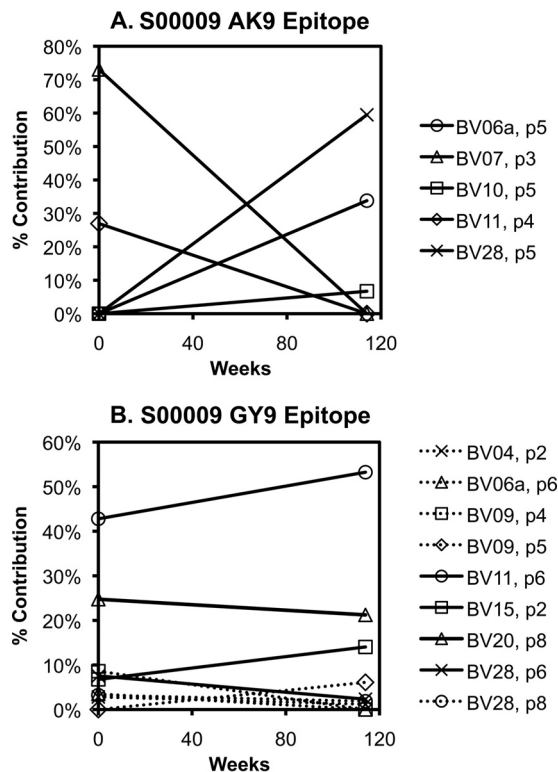 A. S00009 AK9 Epitope
80%
70%
60%
50%
40%
30%
20%
10%
0%
% Contribution
0 40 80 120
Weeks
BV06a, p5
BV07, p3
BV10, p5
BV11, p4
BV28, p5
B. S00009 GY9 Epitope
60%
50%
40%
30%
20%
10%
0%
% Contribution
0 40 80 120
Weeks
BV04, p2
BV06a, p6
BV09, p4
BV09, p5
BV11, p6
BV15, p2
BV20, p8
BV28, p6
BV28, p8